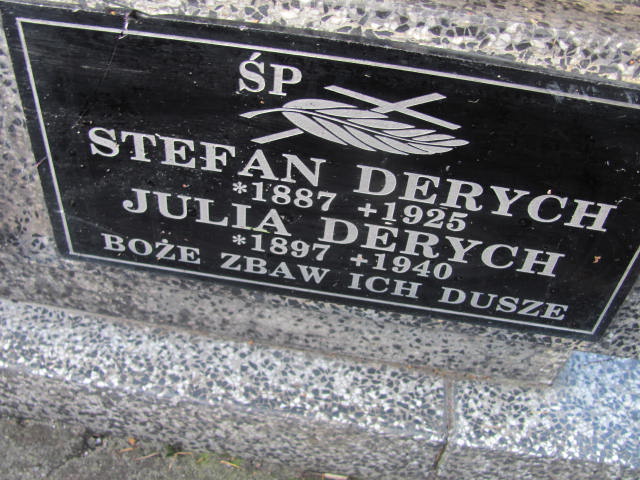 ŚP
STEFAN DERYCH
*1887 +1925
JULIA DERYCH
*1897 +1940
BOŻE ZBAW ICH DUSZE